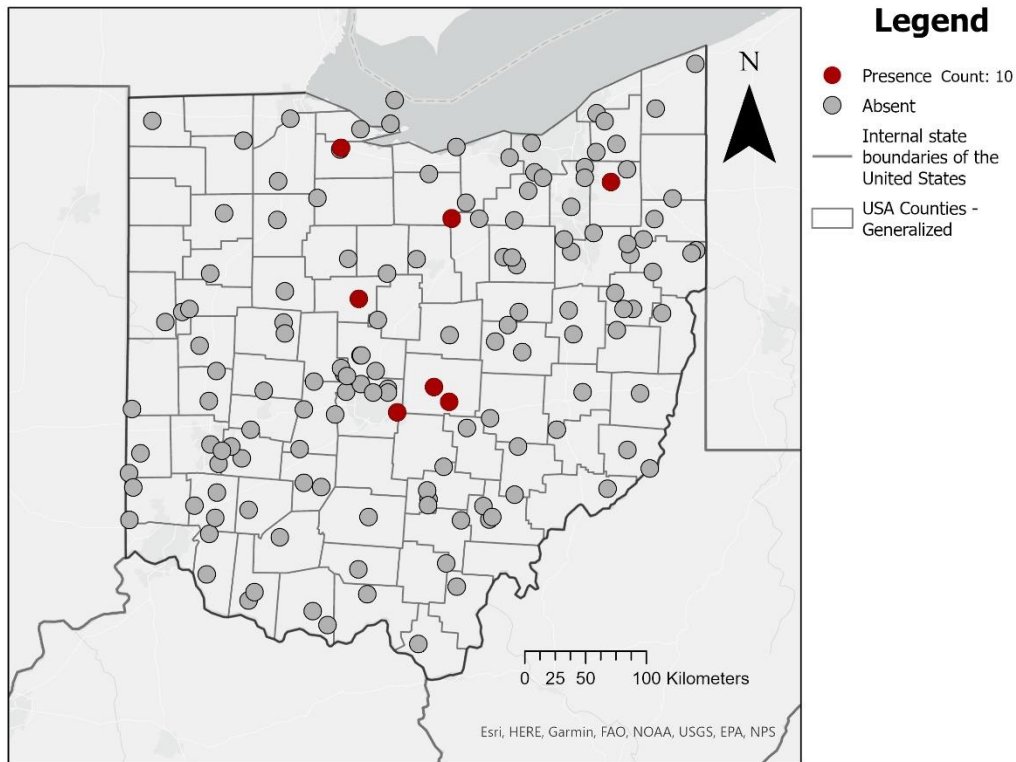 Legend
N
Presence Count: 10
Absent
Internal state
boundaries of the
United States
USA Counties -
Generalized
0 25 50 100 Kilometers
Esri, HERE, Garmin, FAO, NOAA, USGS, EPA, NPS